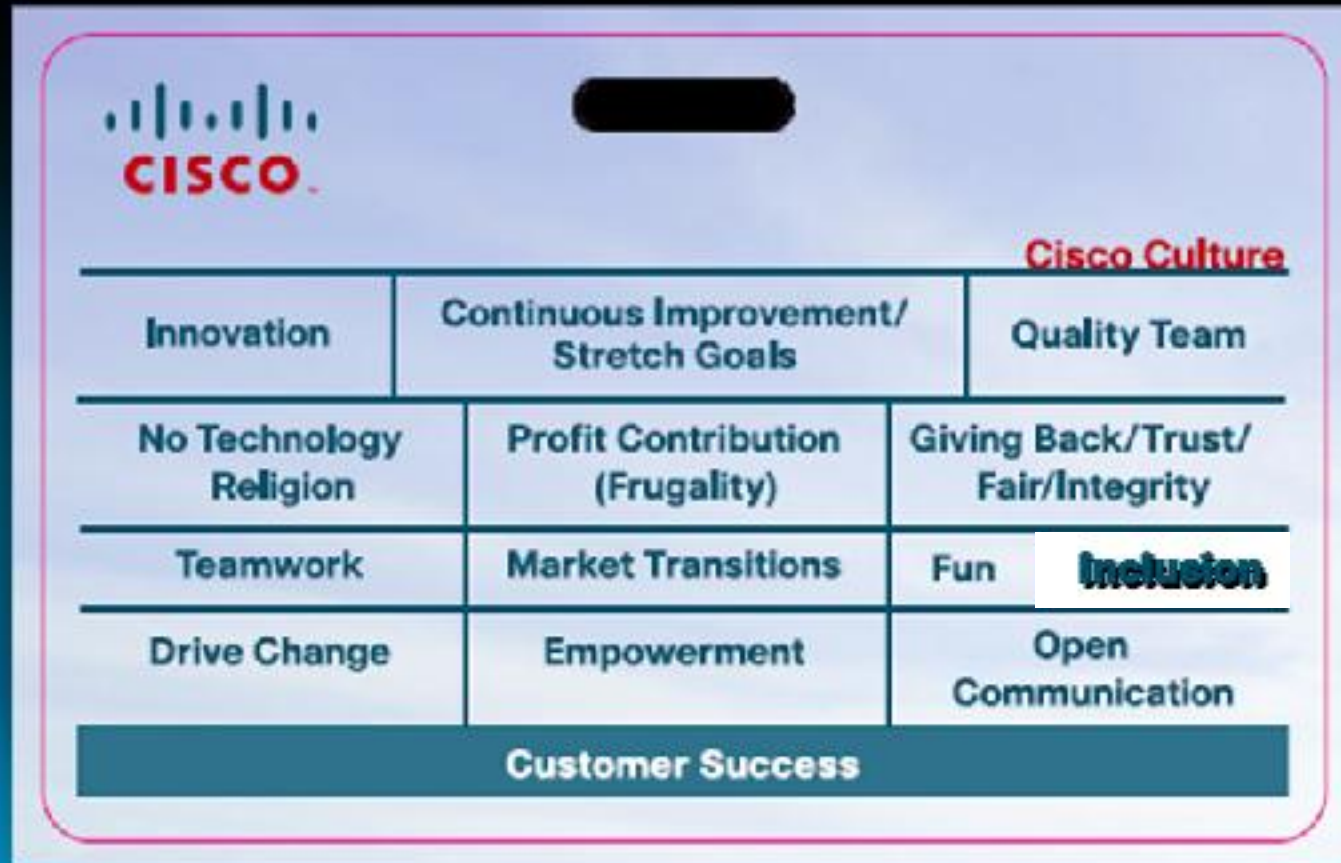 CISCO
Cisco Culture
Innovation
Continuous Improvement/
Stretch Goals
Quality Team
No Technology
Religion
Profit Contribution
(Frugality)
Giving Back/Trust/
Fair/Integrity
Teamwork
Market Transitions
Fun
Inclusion
Drive Change
Empowerment
Open
Communication
Customer Success